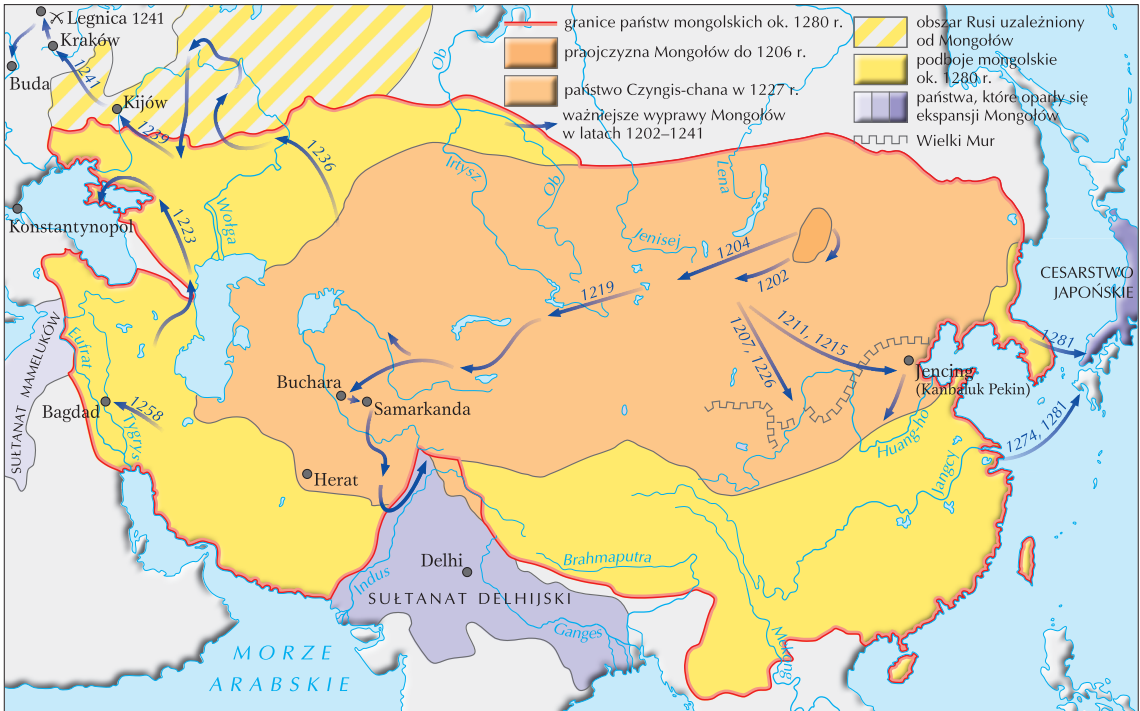 granice państw mongolskich ok. 1280 r.
praojczyzna Mongołów do 1206 r.
państwo Czyngis-chana w 1227 r.
ważniejsze wyprawy Mongołów
w latach 1202–1241
obszar Rusi uzależniony
od Mongołów
podboje mongolskie
ok. 1280 r.
państwa, które oparły się
ekspansji Mongołów
Wielki Mur
Legnica 1241
Kraków
Buda
1241
Kijów
1239
1236
Ob
Irtysz
Ob
Lena
Jenisej
Wołga
Konstantynopol
1223
1204
1202
1219
CESARSTWO
JAPOŃSKIE
1207, 1226
1211, 1215
1281
Jencing
(Kanbałuk Pekin)
1274, 1281
Huang-ho
Jangcy
SUŁTANAT MAMELUKÓW
Eufrat
Bagdad
1258
Tygrys
Buchara
Samarkanda
Herat
Delhi
Indus
SUŁTANAT DELHIJSKI
Brahmaputra
Ganges
Mekong
MORZE
ARABSKIE